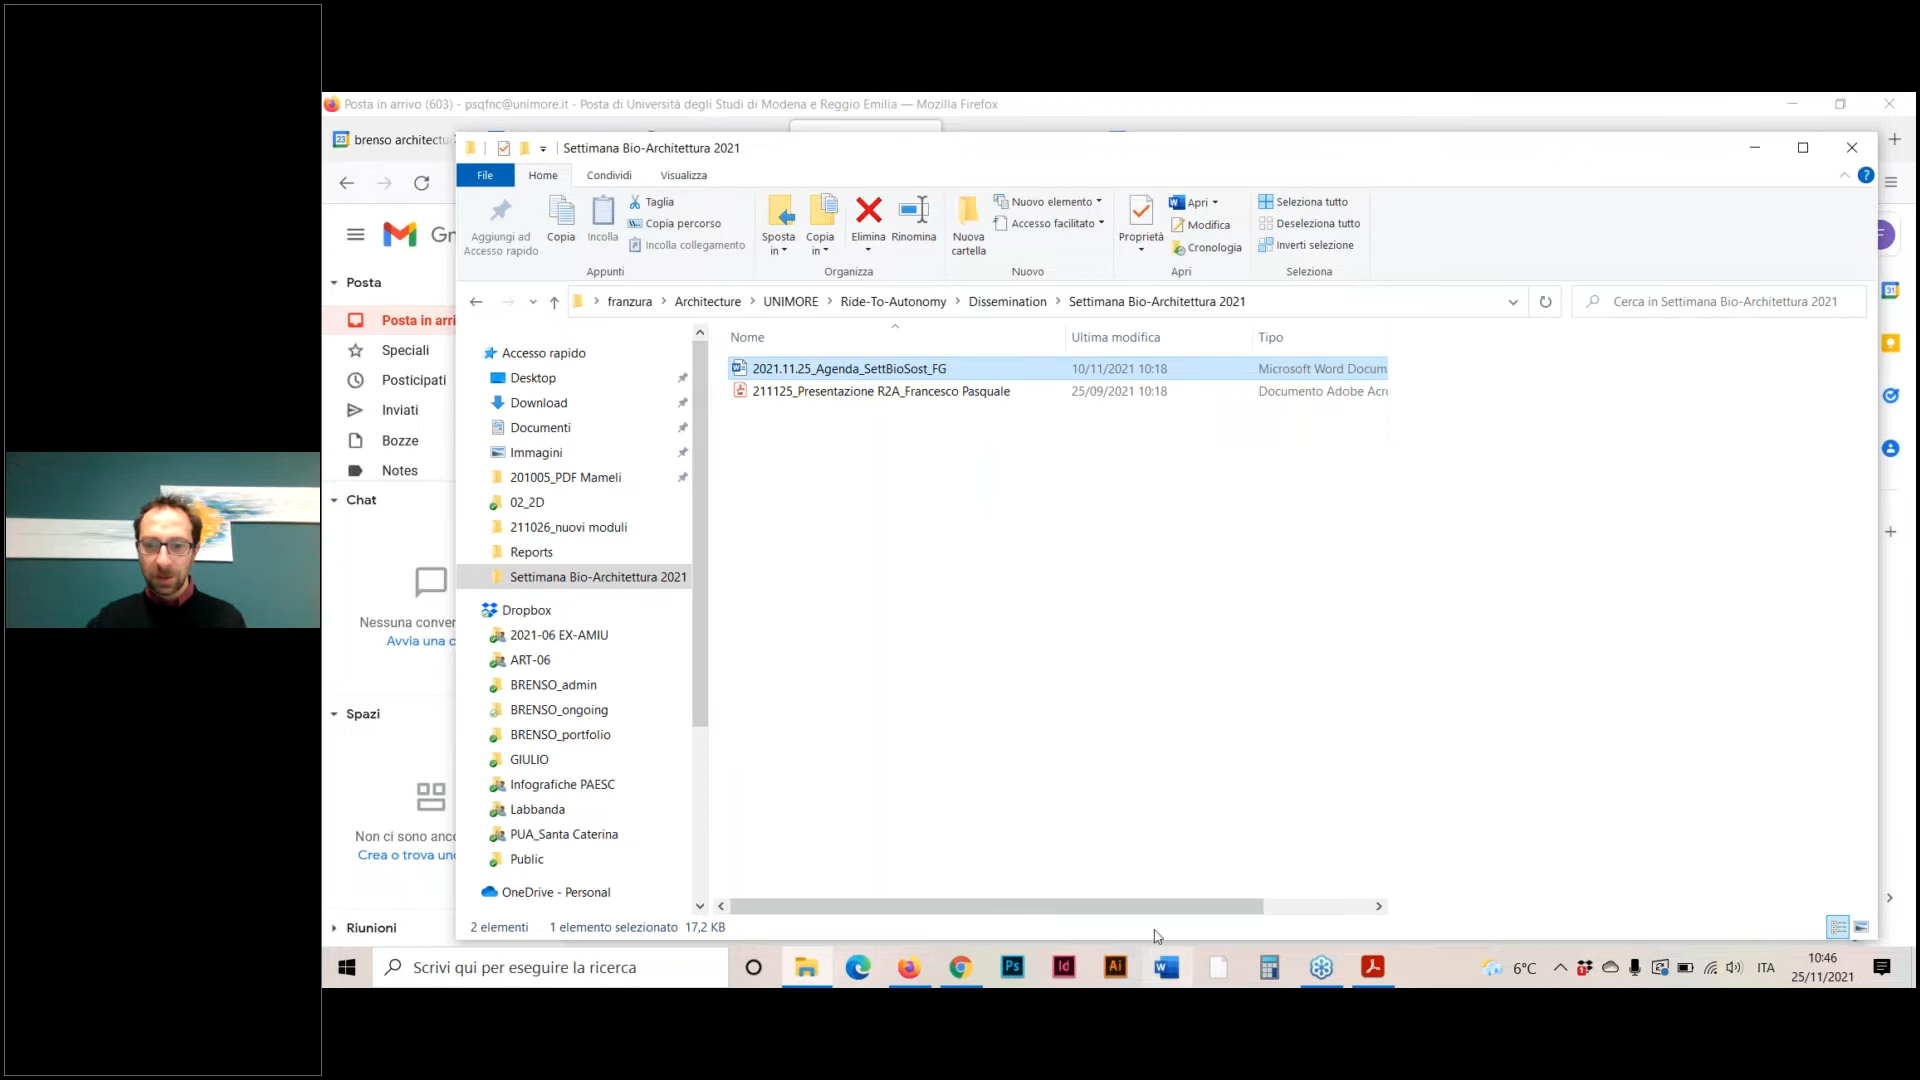 Posta in arrivo (603) - psqfnc@unimore.it - Posta di Università degli Studi di Modena e Reggio Emilia — Mozilla Firefox
brenso architectu
Settimana Bio-Architettura 2021
File Home Condividi Visualizza
Aggiungi ad Accesso rapido
Copia
Incolla
Taglia
Copia percorso
Incolla collegamento
Appunti
Sposta in
Copia in
Elimina
Rinomina
Organizza
Nuova cartella
Nuovo elemento
Accesso facilitato
Nuovo
Proprietà
Apri
Modifica
Cronologia
Apri
Seleziona tutto
Deseleziona tutto
Inverti selezione
Seleziona
franzura Architecture UNIMORE Ride-To-Autonomy Dissemination Settimana Bio-Architettura 2021
Cerca in Settimana Bio-Architettura 2021
Posta
Posta in arri
Speciali
Posticipati
Inviati
Bozze
Notes
Chat
Nessuna conver
Avvia una c
Spazi
Non ci sono anco
Crea o trova uno
Riunioni
Accesso rapido
Desktop
Download
Documenti
Immagini
201005_PDF Mameli
02_2D
211026_nuovi moduli
Reports
Settimana Bio-Architettura 2021
Dropbox
2021-06 EX-AMIU
ART-06
BRENSO_admin
BRENSO_ongoing
BRENSO_portfolio
GIULIO
Infografiche PAESC
Labbanda
PUA_Santa Caterina
Public
OneDrive - Personal
Nome Ultima modifica Tipo
2021.11.25_Agenda_SettBioSost_FG 10/11/2021 10:18 Microsoft Word Docum
211125_Presentazione R2A_Francesco Pasquale 25/09/2021 10:18 Documento Adobe Acro
2 elementi 1 elemento selezionato 17,2 KB
Scrivi qui per eseguire la ricerca
Ps Id Ai
6°C
ITA
10:46
25/11/2021